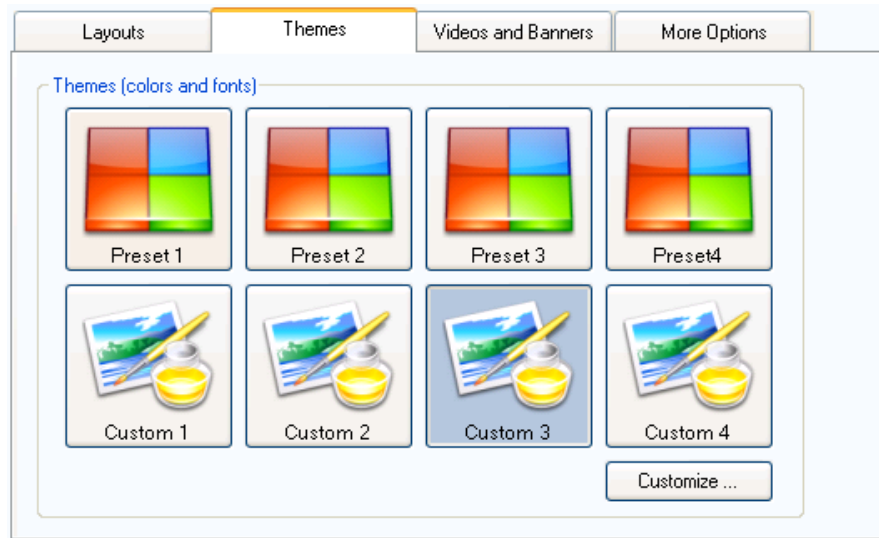 Layouts Themes Videos and Banners More Options
Themes (colors and fonts)
Preset 1 Preset 2 Preset 3 Preset4
Custom 1 Custom 2 Custom 3 Custom 4
Customize ...